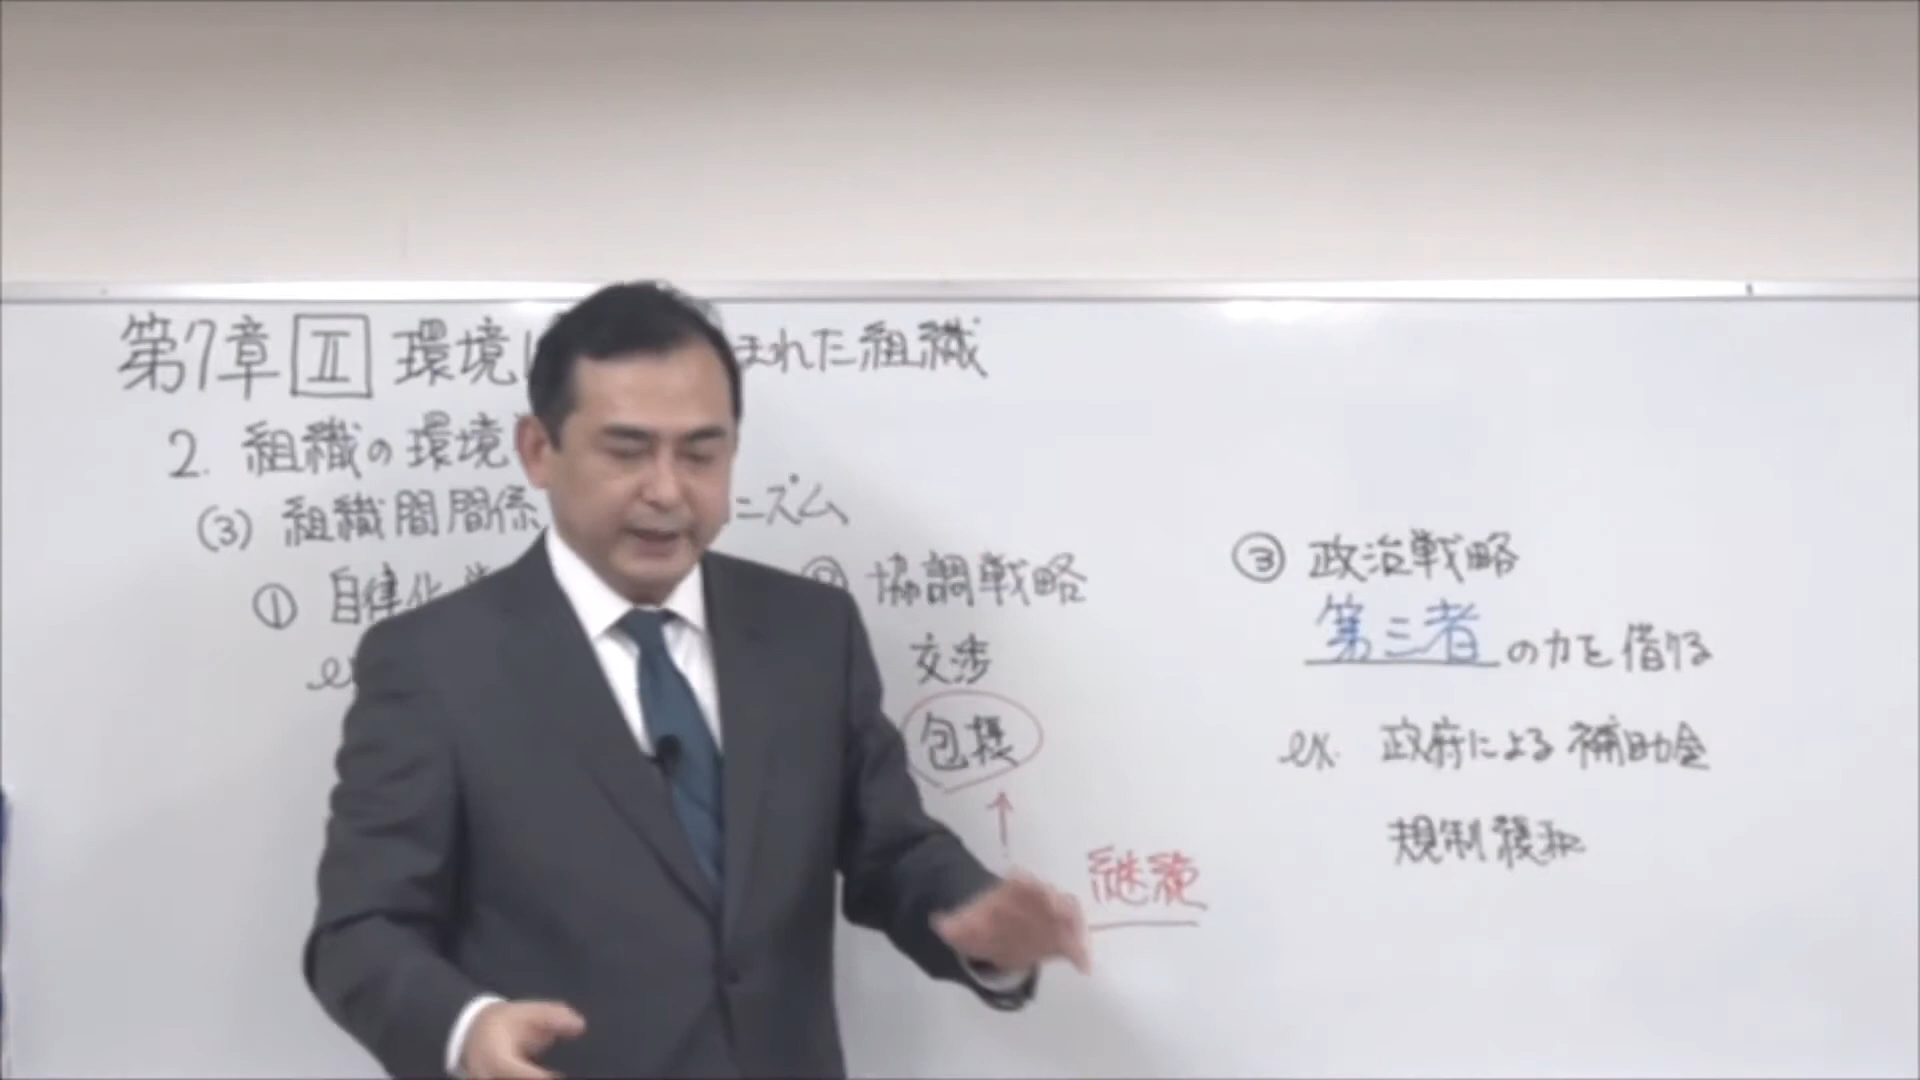 第7章 Ⅱ 環境に まれた組織
2. 組織の環境
(3) 組織間関係 ニズム
① 自律化
ex
② 協調戦略
交渉
包摂
↑
継続
③ 政治戦略
第三者の力を借りる
ex. 政府による補助金
規制緩和